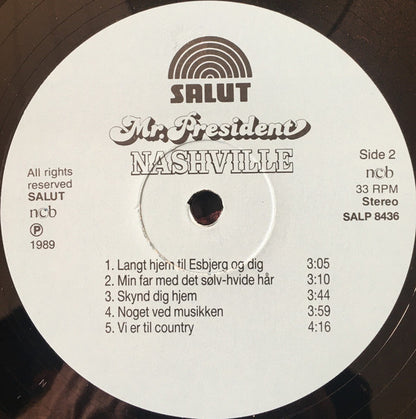 SALUT
Mr. President
NASHVILLE
All rights
reserved
SALUT
ncb
P
1989
Side 2
ncb
33 RPM
Stereo
SALP 8436
1. Langt hjem til Esbjerg og dig 3:05
2. Min far med det sølv-hvide hår 3:10
3. Skynd dig hjem 3:44
4. Noget ved musikken 3:59
5. Vi er til country 4:16